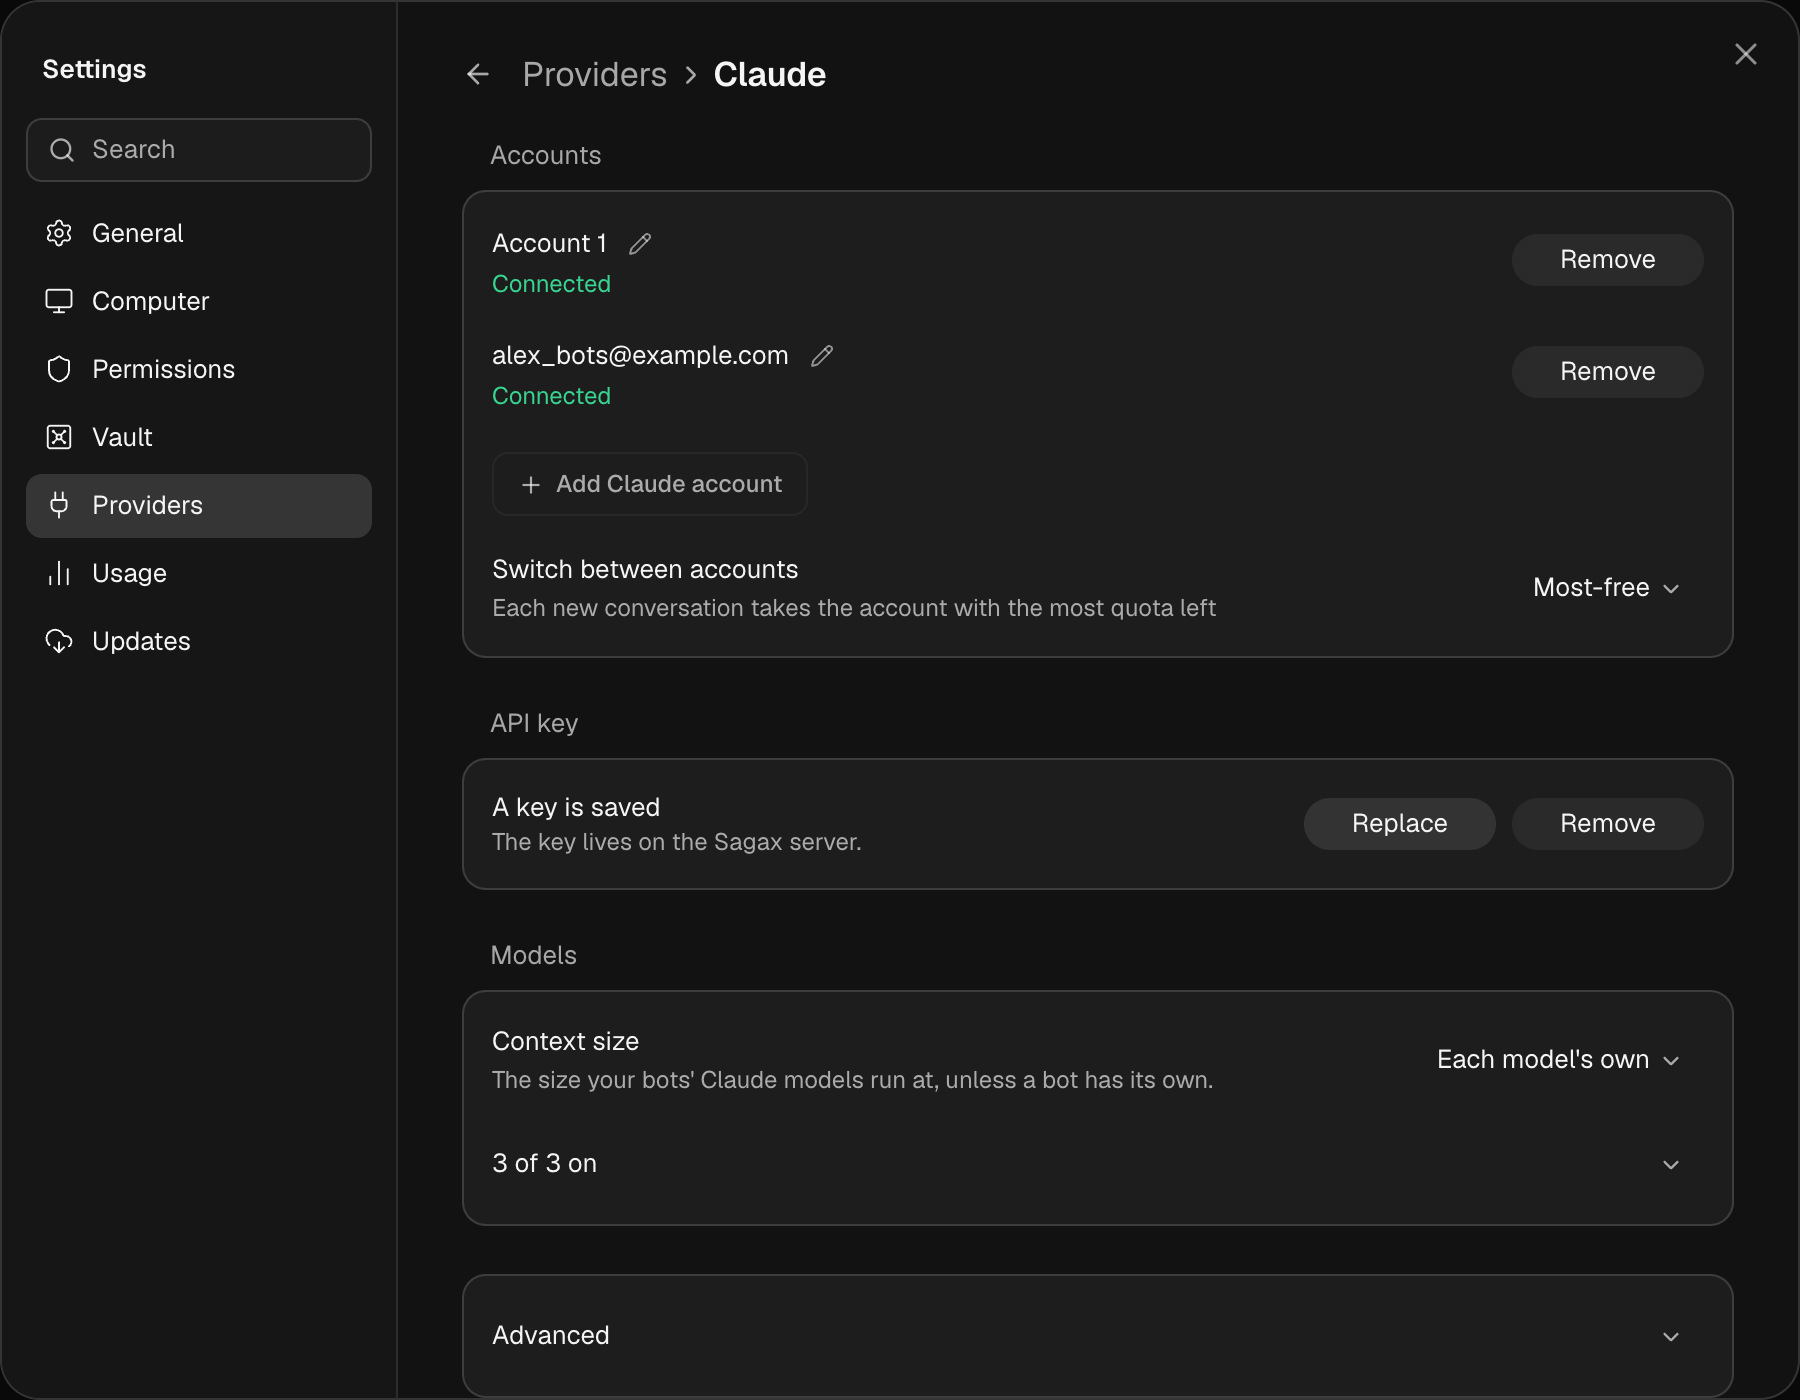 Settings
Search
General
Computer
Permissions
Vault
Providers
Usage
Updates
Providers > Claude
Accounts
Account 1
Connected
Remove
alex_bots@example.com
Connected
Remove
+ Add Claude account
Switch between accounts
Each new conversation takes the account with the most quota left
Most-free
API key
A key is saved
The key lives on the Sagax server.
Replace
Remove
Models
Context size
The size your bots' Claude models run at, unless a bot has its own.
Each model's own
3 of 3 on
Advanced